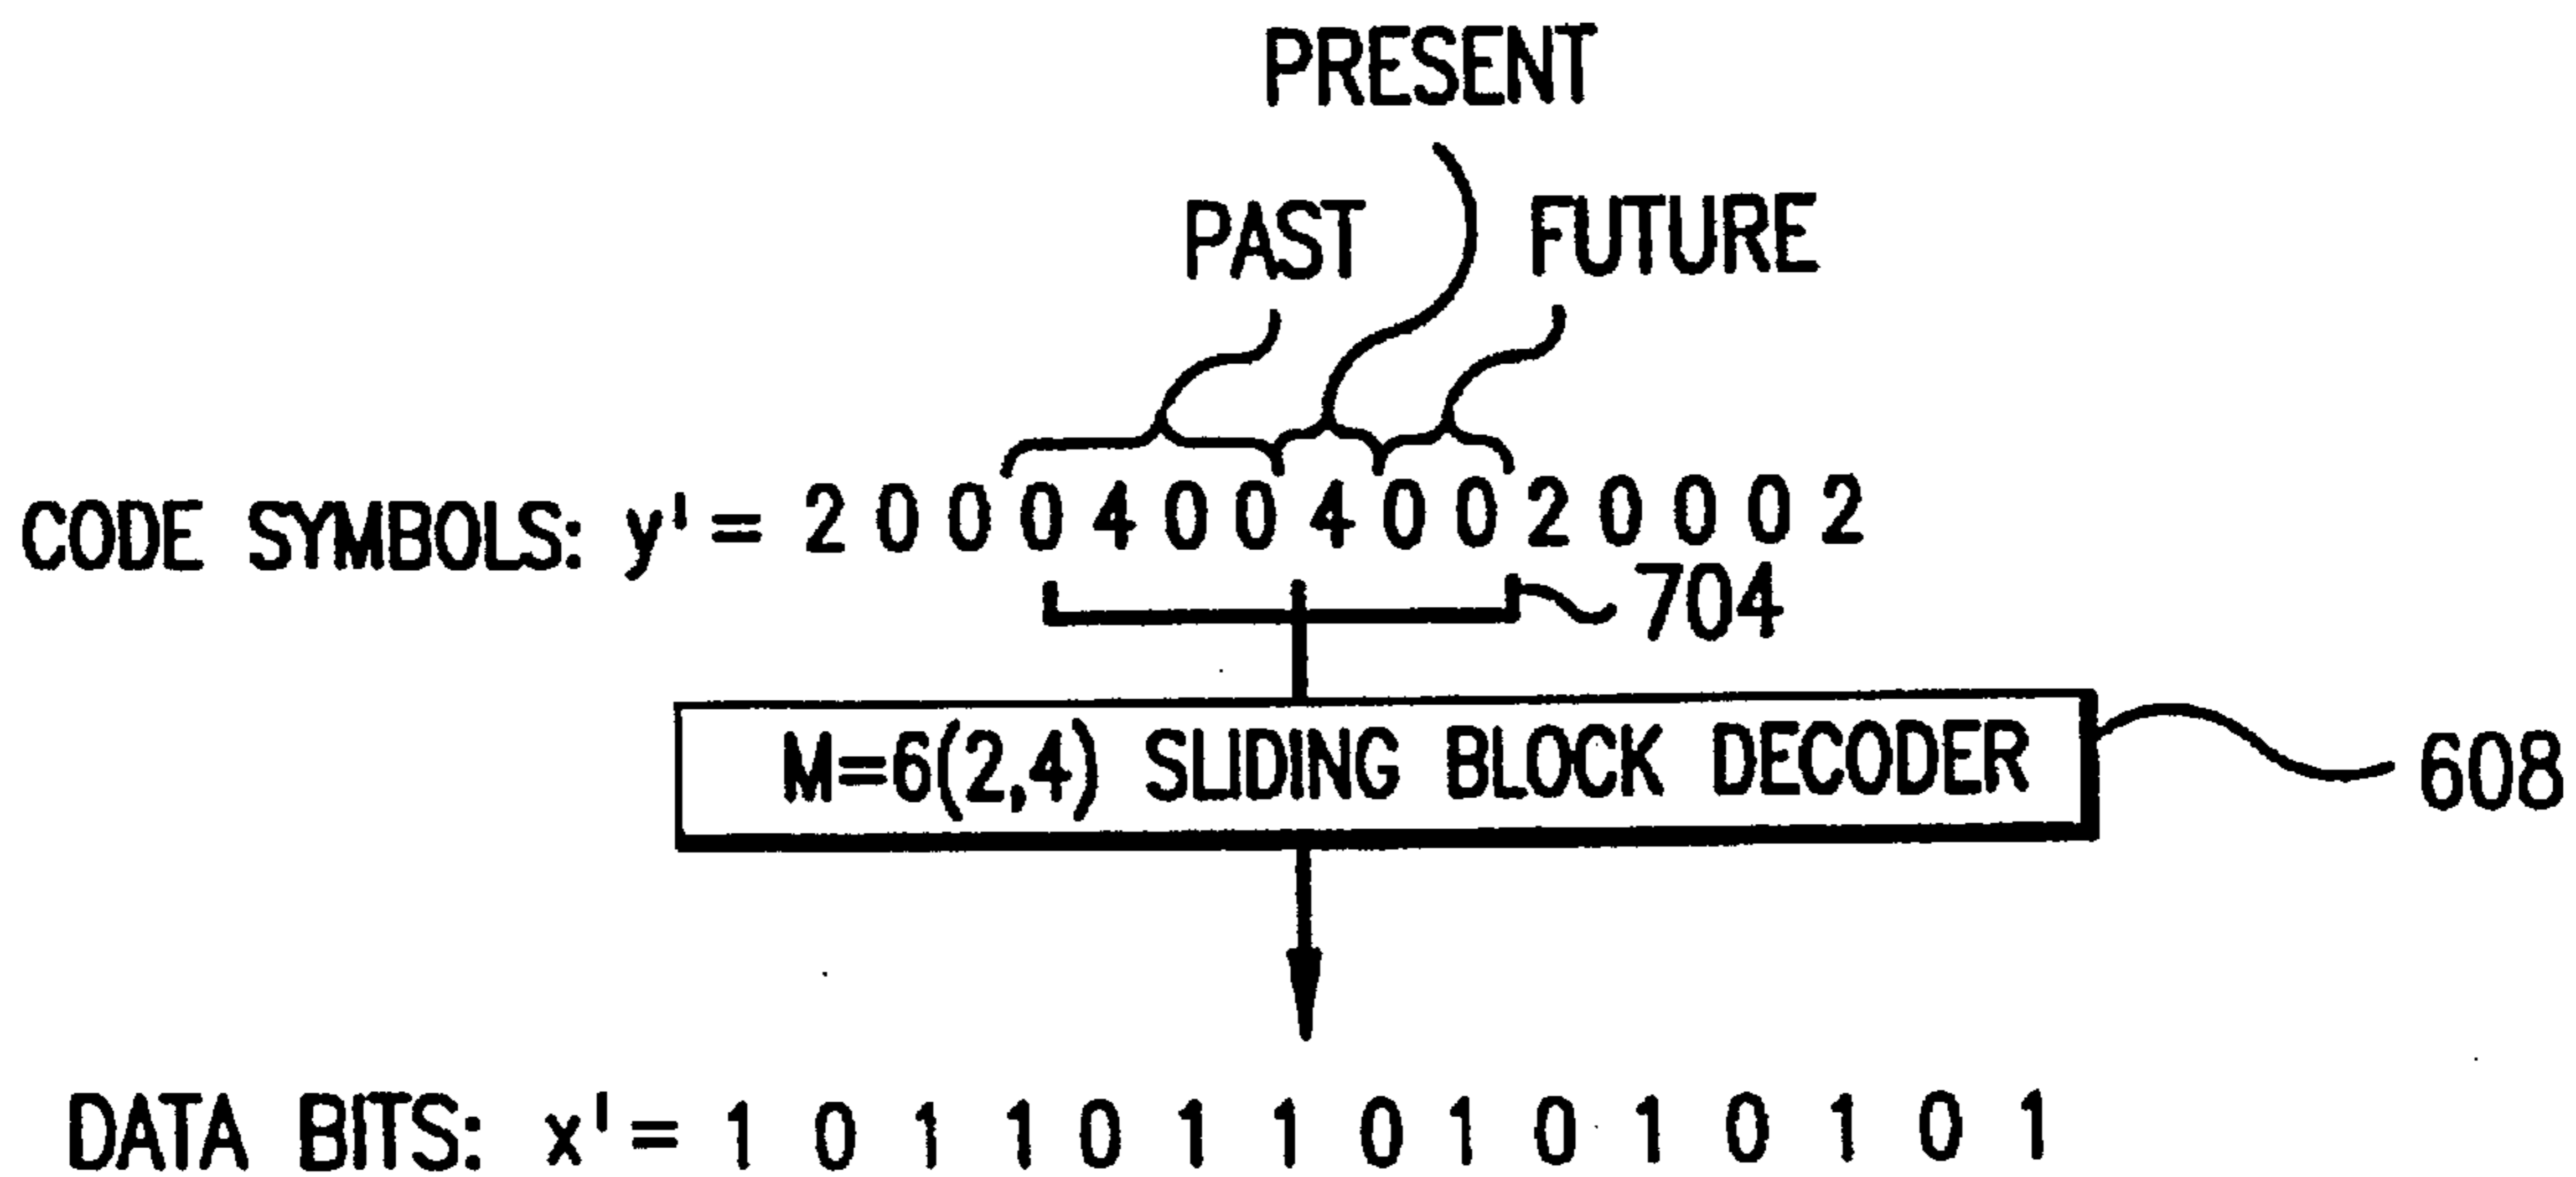 PRESENT
PAST FUTURE
CODE SYMBOLS: y' = 2 0 0 0 4 0 0 4 0 0 2 0 0 0 2
704
M=6(2,4) SLIDING BLOCK DECODER
608
DATA BITS: x' = 1 0 1 1 0 1 1 0 1 0 1 0 1 0 1